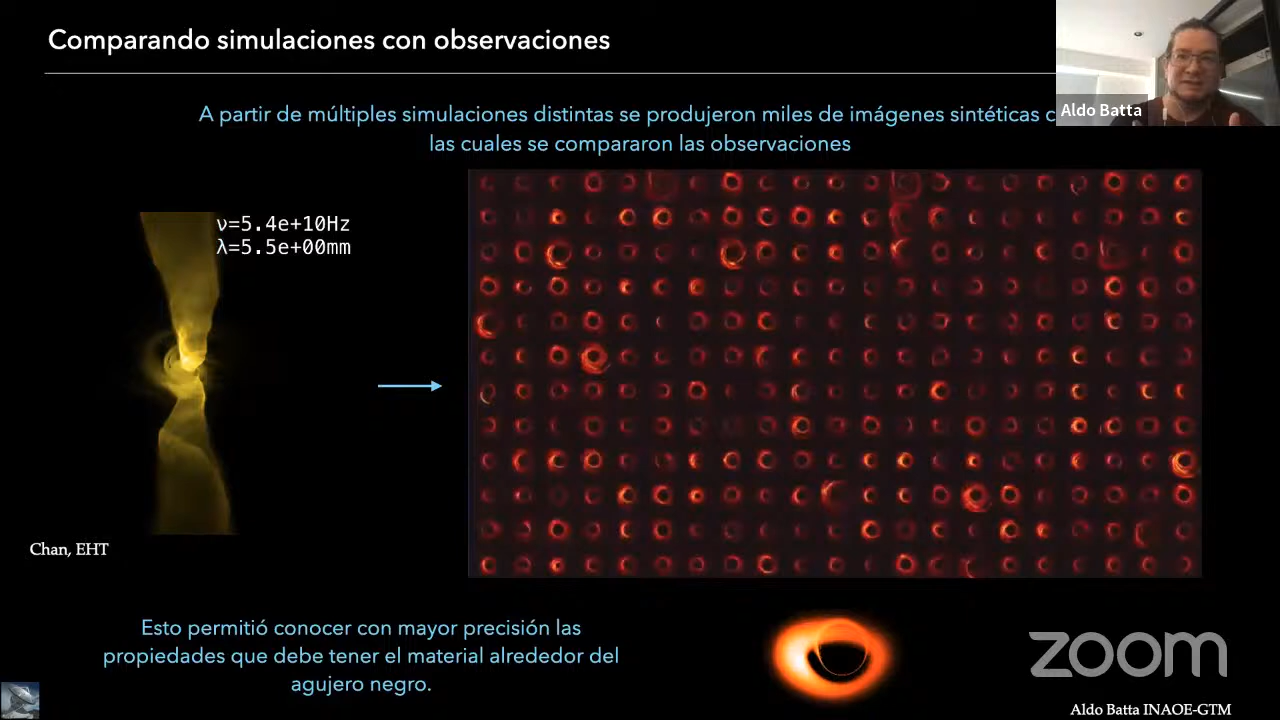 Comparando simulaciones con observaciones
Aldo Batta
A partir de múltiples simulaciones distintas se produjeron miles de imágenes sintéticas c
las cuales se compararon las observaciones
ν=5.4e+10Hz
λ=5.5e+00mm
Chan, EHT
Esto permitió conocer con mayor precisión las
propiedades que debe tener el material alrededor del
agujero negro.
zoom
Aldo Batta INAOE-GTM